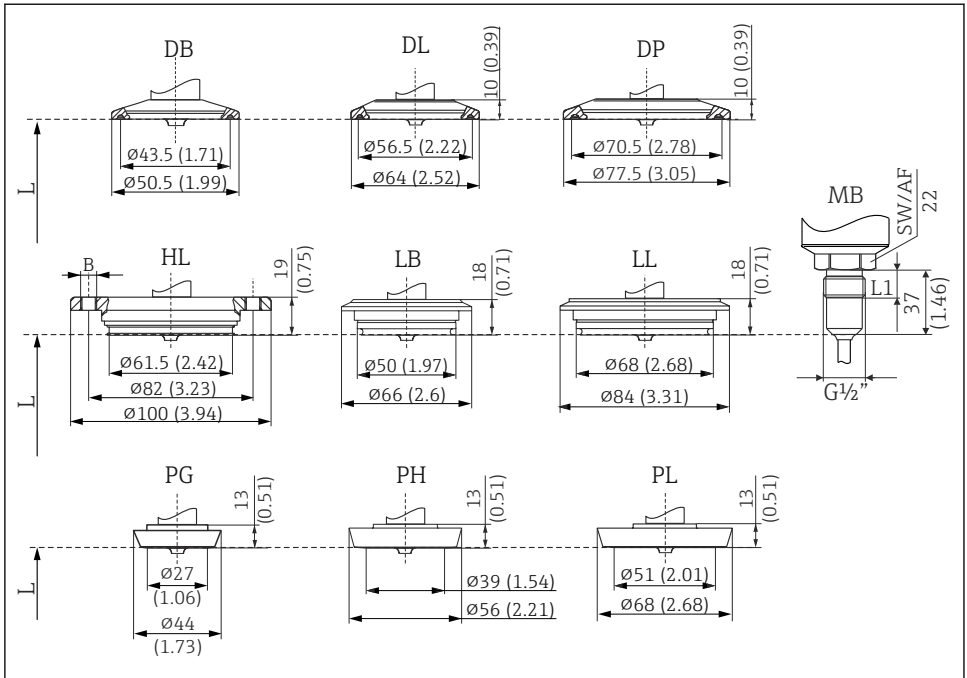 DB
DL
DP
10 (0.39)
10 (0.39)
Ø43.5 (1.71)
Ø50.5 (1.99)
Ø56.5 (2.22)
Ø64 (2.52)
Ø70.5 (2.78)
Ø77.5 (3.05)
L
MB
SW/AF
22
L1
37
(1.46)
G½"
B
HL
LB
LL
19
(0.75)
18
(0.71)
18
(0.71)
Ø61.5 (2.42)
Ø82 (3.23)
Ø100 (3.94)
Ø50 (1.97)
Ø66 (2.6)
Ø68 (2.68)
Ø84 (3.31)
L
PG
PH
PL
13
(0.51)
13
(0.51)
13
(0.51)
Ø27
(1.06)
Ø44
(1.73)
Ø39 (1.54)
Ø56 (2.21)
Ø51 (2.01)
Ø68 (2.68)
L